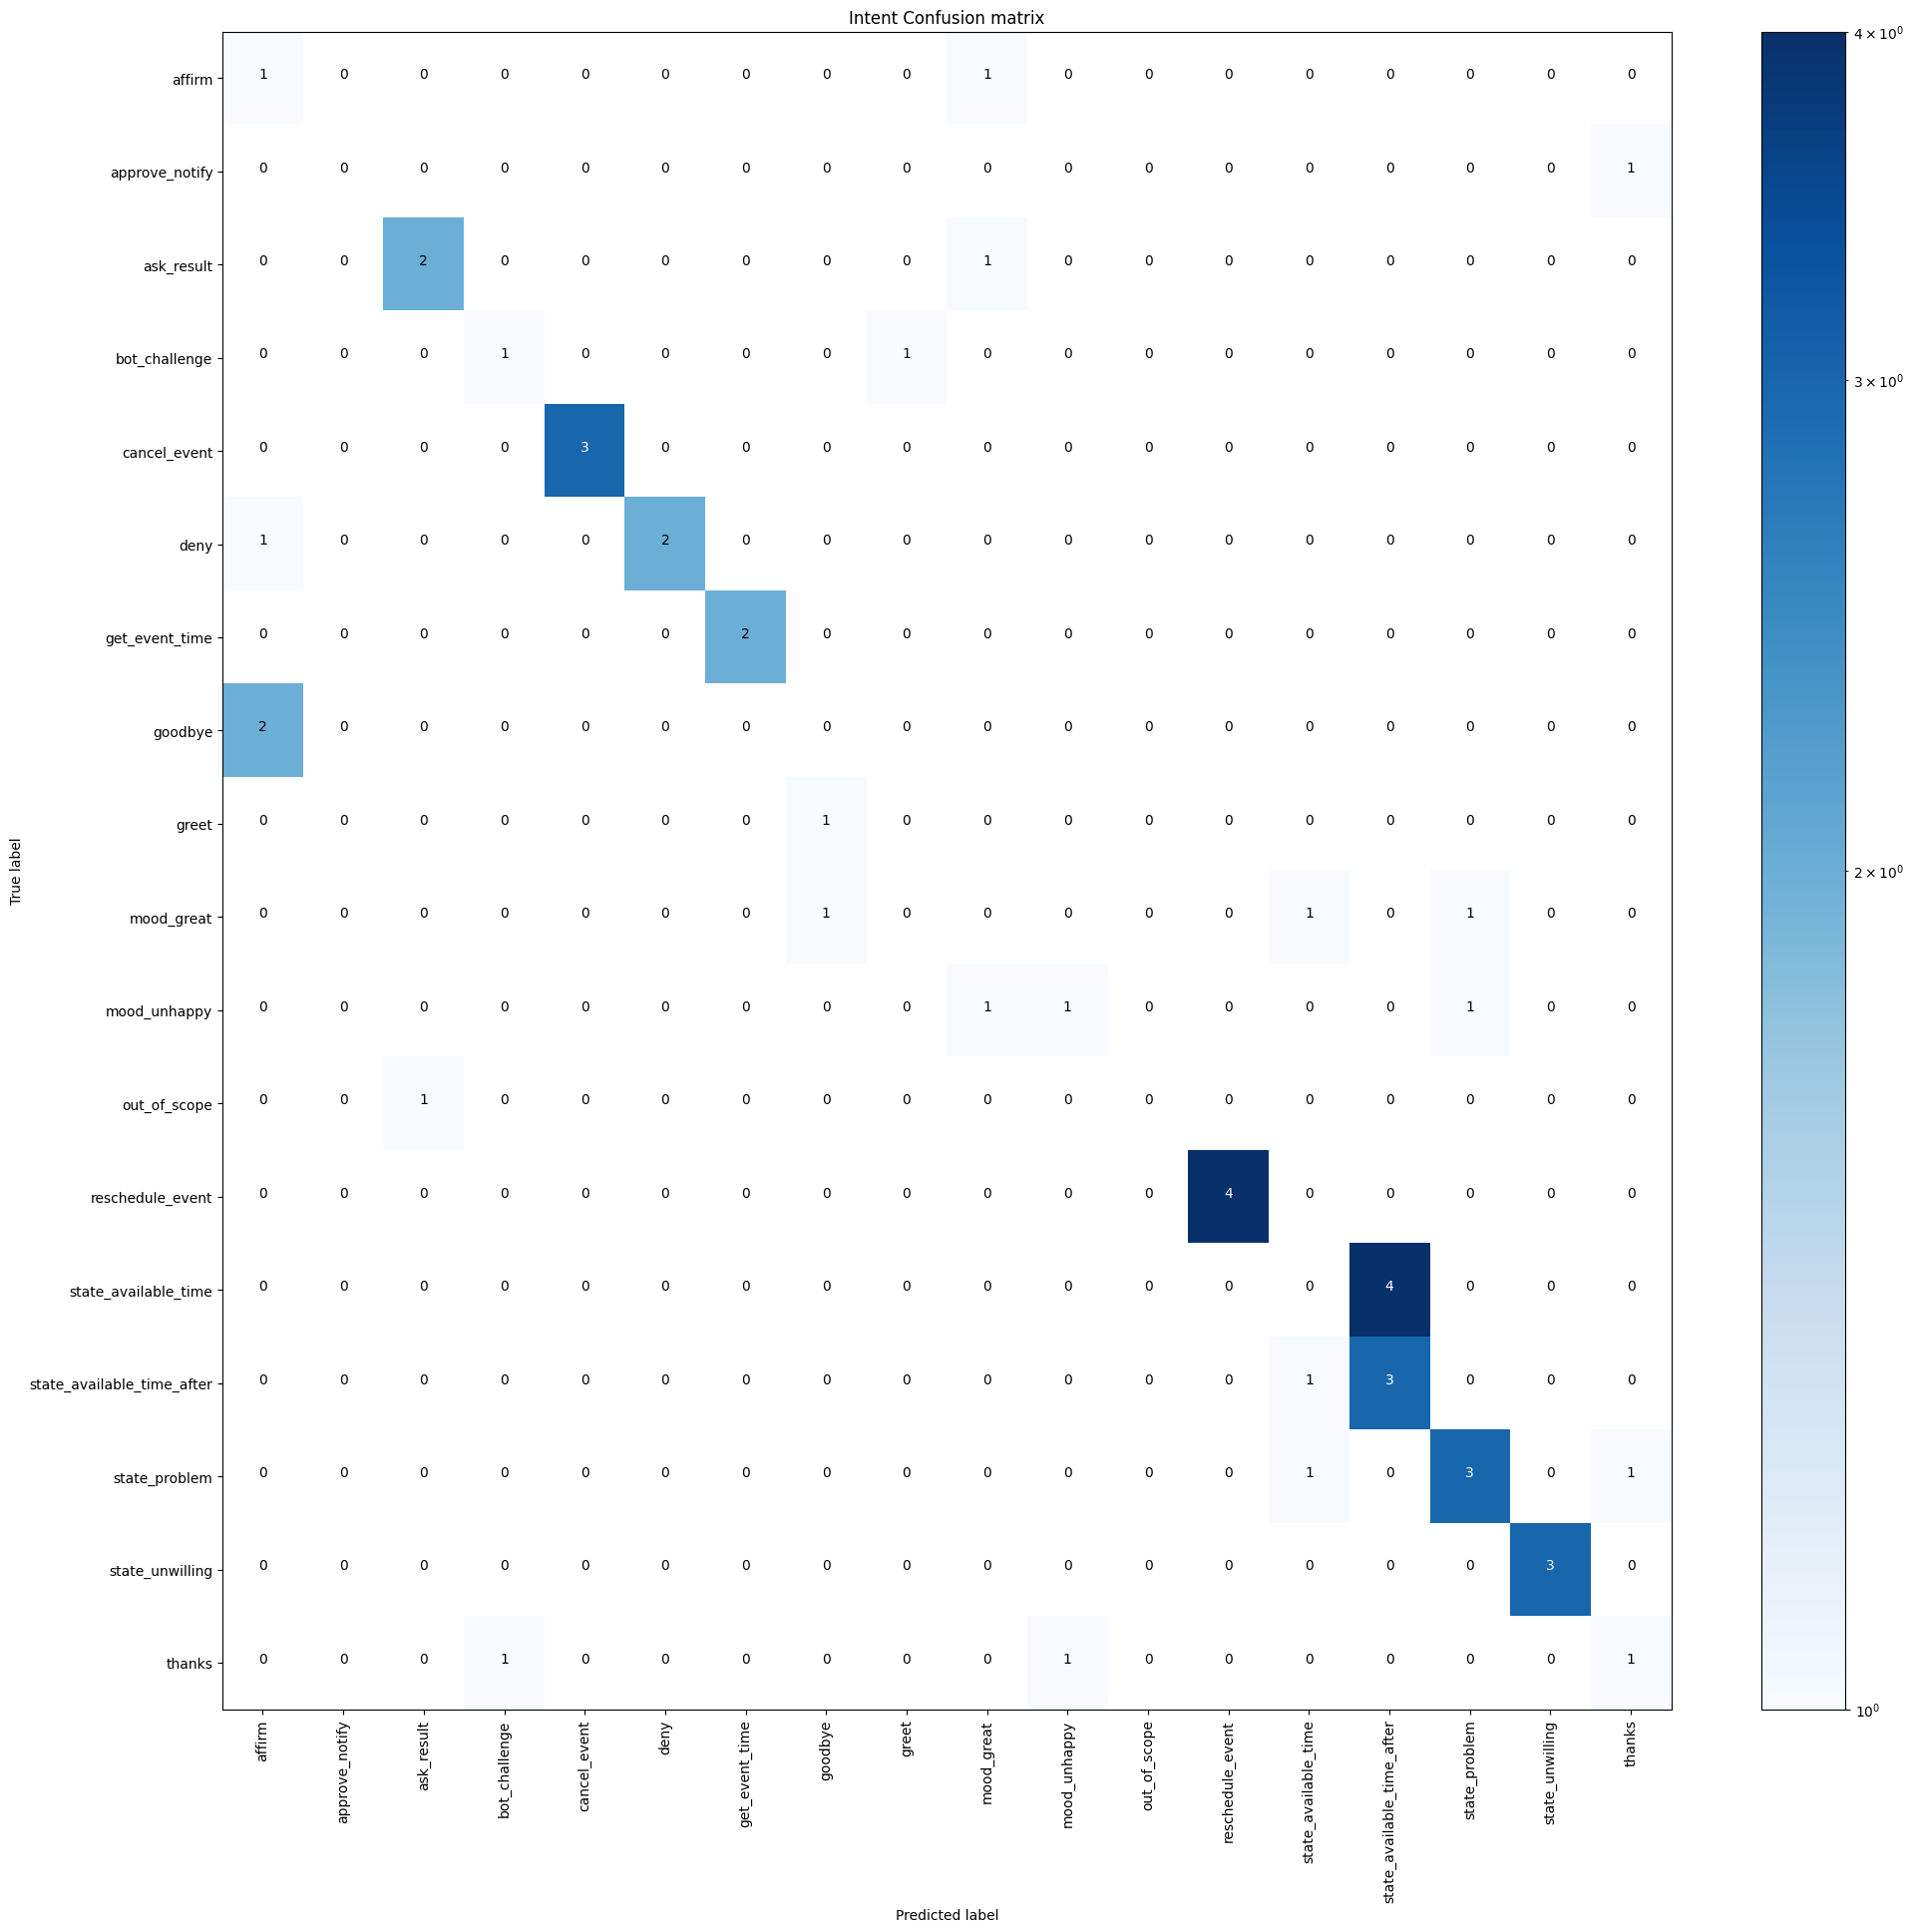 Intent Confusion matrix
affirm 1 0 0 0 0 0 0 0 0 1 0 0 0 0 0 0 0 0
approve_notify 0 0 0 0 0 0 0 0 0 0 0 0 0 0 0 0 0 1
ask_result 0 0 2 0 0 0 0 0 0 1 0 0 0 0 0 0 0 0
bot_challenge 0 0 0 1 0 0 0 0 1 0 0 0 0 0 0 0 0 0
cancel_event 0 0 0 0 3 0 0 0 0 0 0 0 0 0 0 0 0 0
deny 1 0 0 0 0 2 0 0 0 0 0 0 0 0 0 0 0 0
get_event_time 0 0 0 0 0 0 2 0 0 0 0 0 0 0 0 0 0 0
goodbye 2 0 0 0 0 0 0 0 0 0 0 0 0 0 0 0 0 0
greet 0 0 0 0 0 0 0 1 0 0 0 0 0 0 0 0 0 0
mood_great 0 0 0 0 0 0 0 1 0 0 0 0 0 1 0 1 0 0
mood_unhappy 0 0 0 0 0 0 0 0 0 1 1 0 0 0 0 1 0 0
out_of_scope 0 0 1 0 0 0 0 0 0 0 0 0 0 0 0 0 0 0
reschedule_event 0 0 0 0 0 0 0 0 0 0 0 0 4 0 0 0 0 0
state_available_time 0 0 0 0 0 0 0 0 0 0 0 0 0 0 4 0 0 0
state_available_time_after 0 0 0 0 0 0 0 0 0 0 0 0 0 1 3 0 0 0
state_problem 0 0 0 0 0 0 0 0 0 0 0 0 0 1 0 3 0 1
state_unwilling 0 0 0 0 0 0 0 0 0 0 0 0 0 0 0 0 3 0
thanks 0 0 0 1 0 0 0 0 0 0 1 0 0 0 0 0 0 1
True label
affirm
approve_notify
ask_result
bot_challenge
cancel_event
deny
get_event_time
goodbye
greet
mood_great
mood_unhappy
out_of_scope
reschedule_event
state_available_time
state_available_time_after
state_problem
state_unwilling
thanks
Predicted label
4 × 10⁰
3 × 10⁰
2 × 10⁰
10⁰